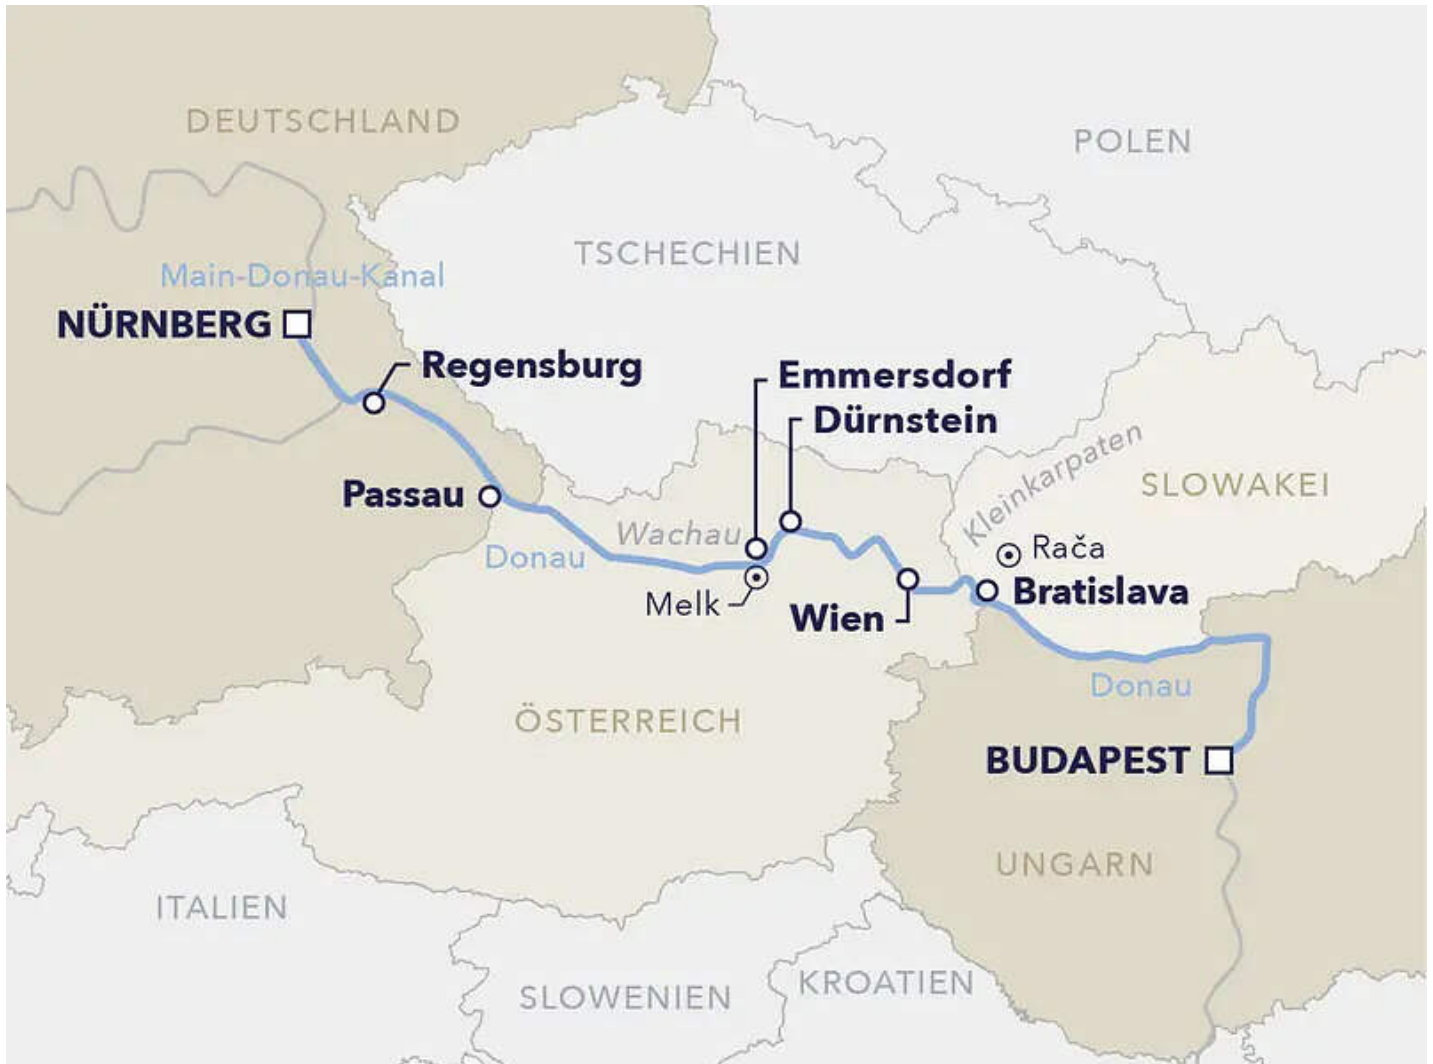 DEUTSCHLAND
POLEN
TSCHECHIEN
Main-Donau-Kanal
NÜRNBERG
Regensburg
Emmersdorf
Dürnstein
Kleinkarpaten
SLOWAKEI
Passau
Wachau
Donau
Rača
Melk
Bratislava
Wien
Donau
ÖSTERREICH
BUDAPEST
UNGARN
ITALIEN
SLOWENIEN
KROATIEN